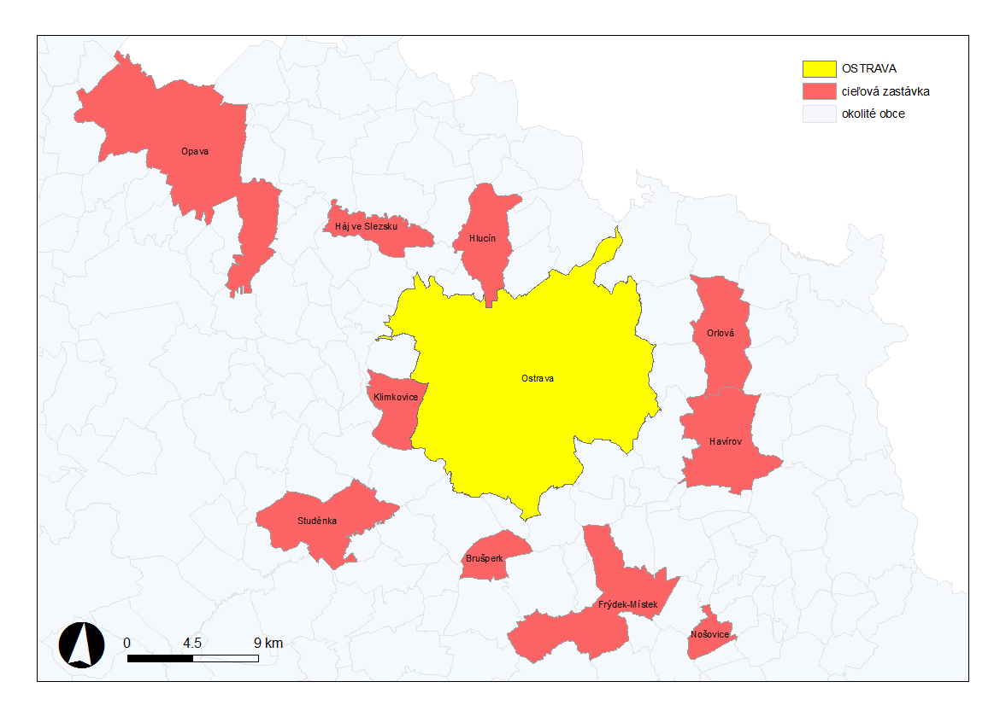 OSTRAVA
cieľová zastávka
okolité obce
Opava
Háj ve Slezsku
Hlucín
Orlová
Ostrava
Klimkovice
Havířov
Studénka
Brušperk
Frýdek-Místek
Nošovice
0 4.5 9 km